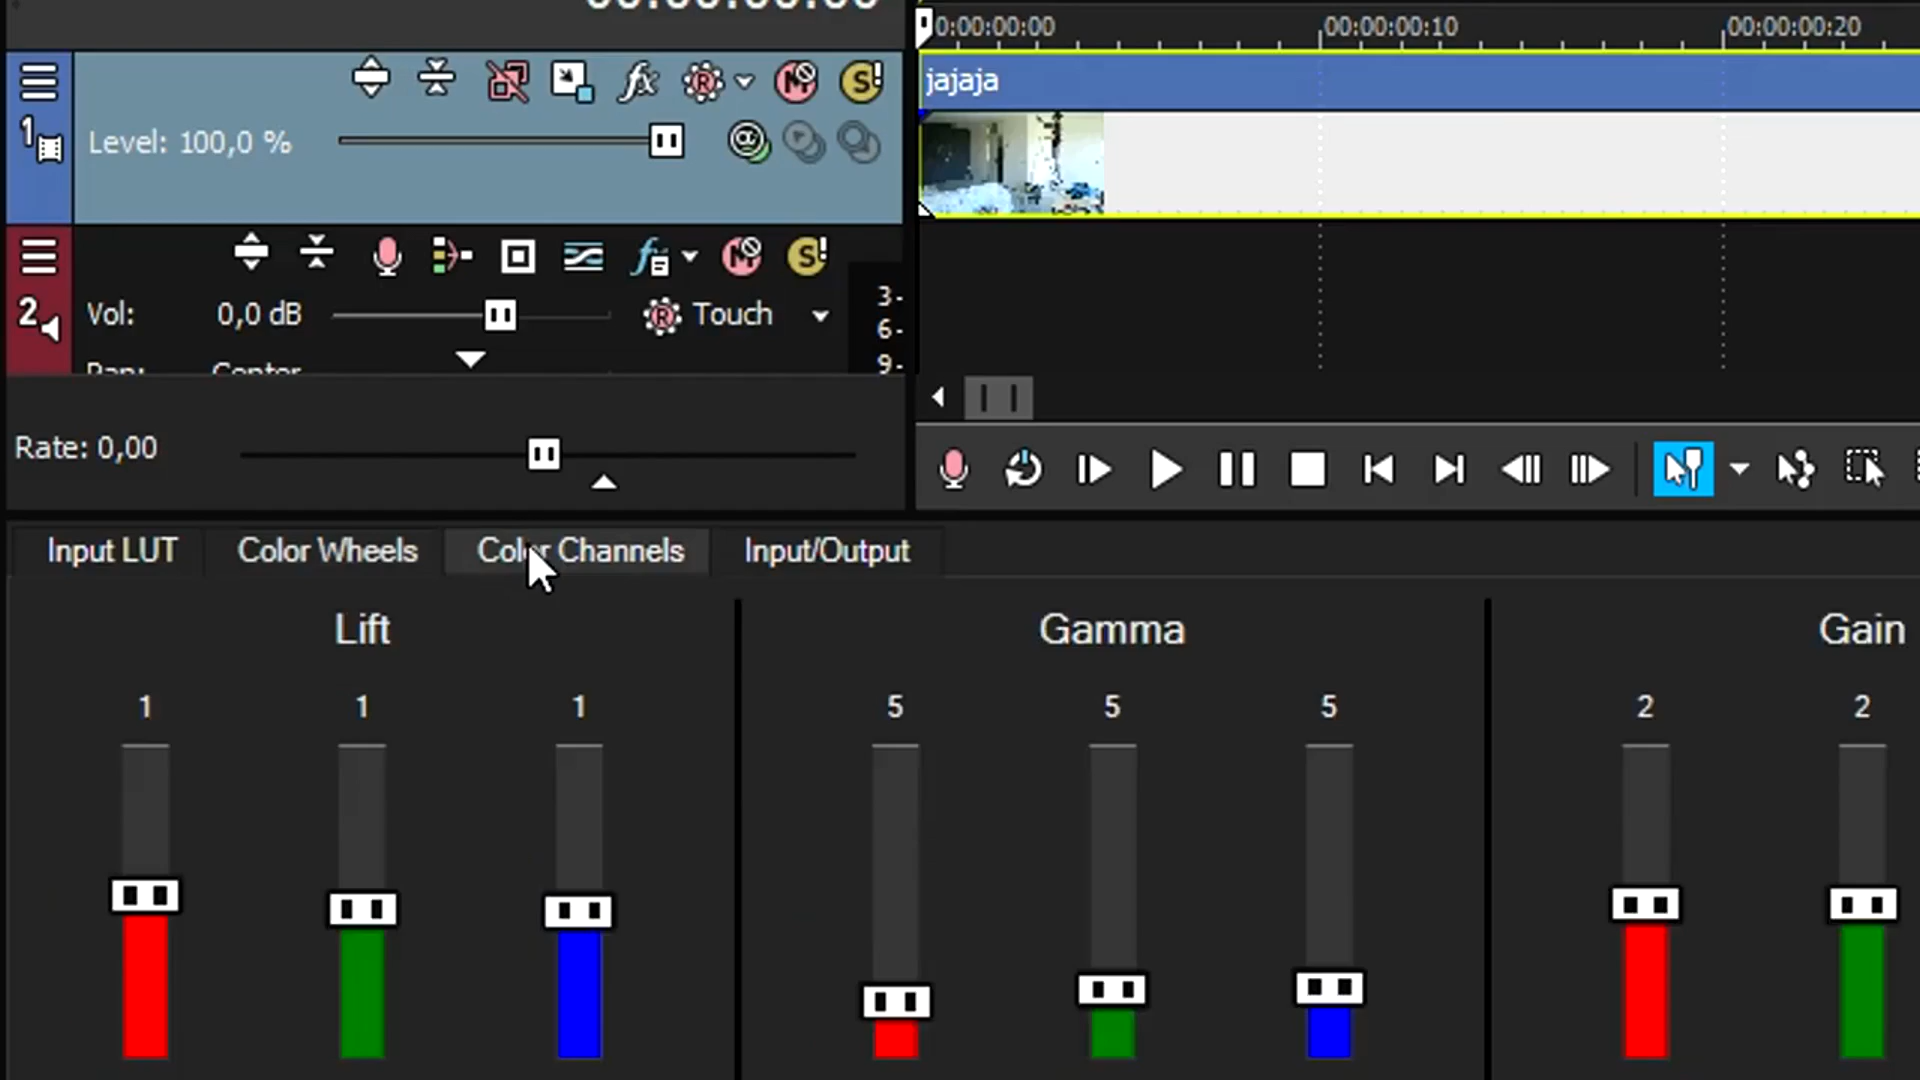 00:00:00:00
0:00:00:00 00:00:00:10 00:00:00:20
jajaja
1
Level: 100,0 %
2
Vol: 0,0 dB Touch
3-
6-
9-
Pan: Center
Rate: 0,00
Input LUT Color Wheels Color Channels Input/Output
Lift Gamma Gain
1 1 1 5 5 5 2 2